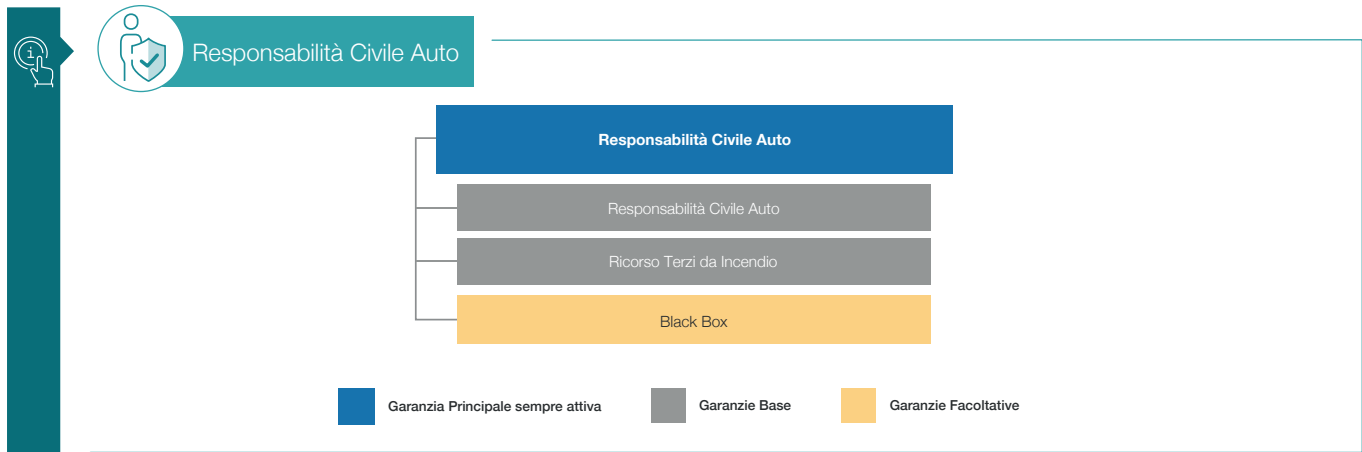 Responsabilità Civile Auto
Responsabilità Civile Auto
Responsabilità Civile Auto
Ricorso Terzi da Incendio
Black Box
Garanzia Principale sempre attiva
Garanzie Base
Garanzie Facoltative